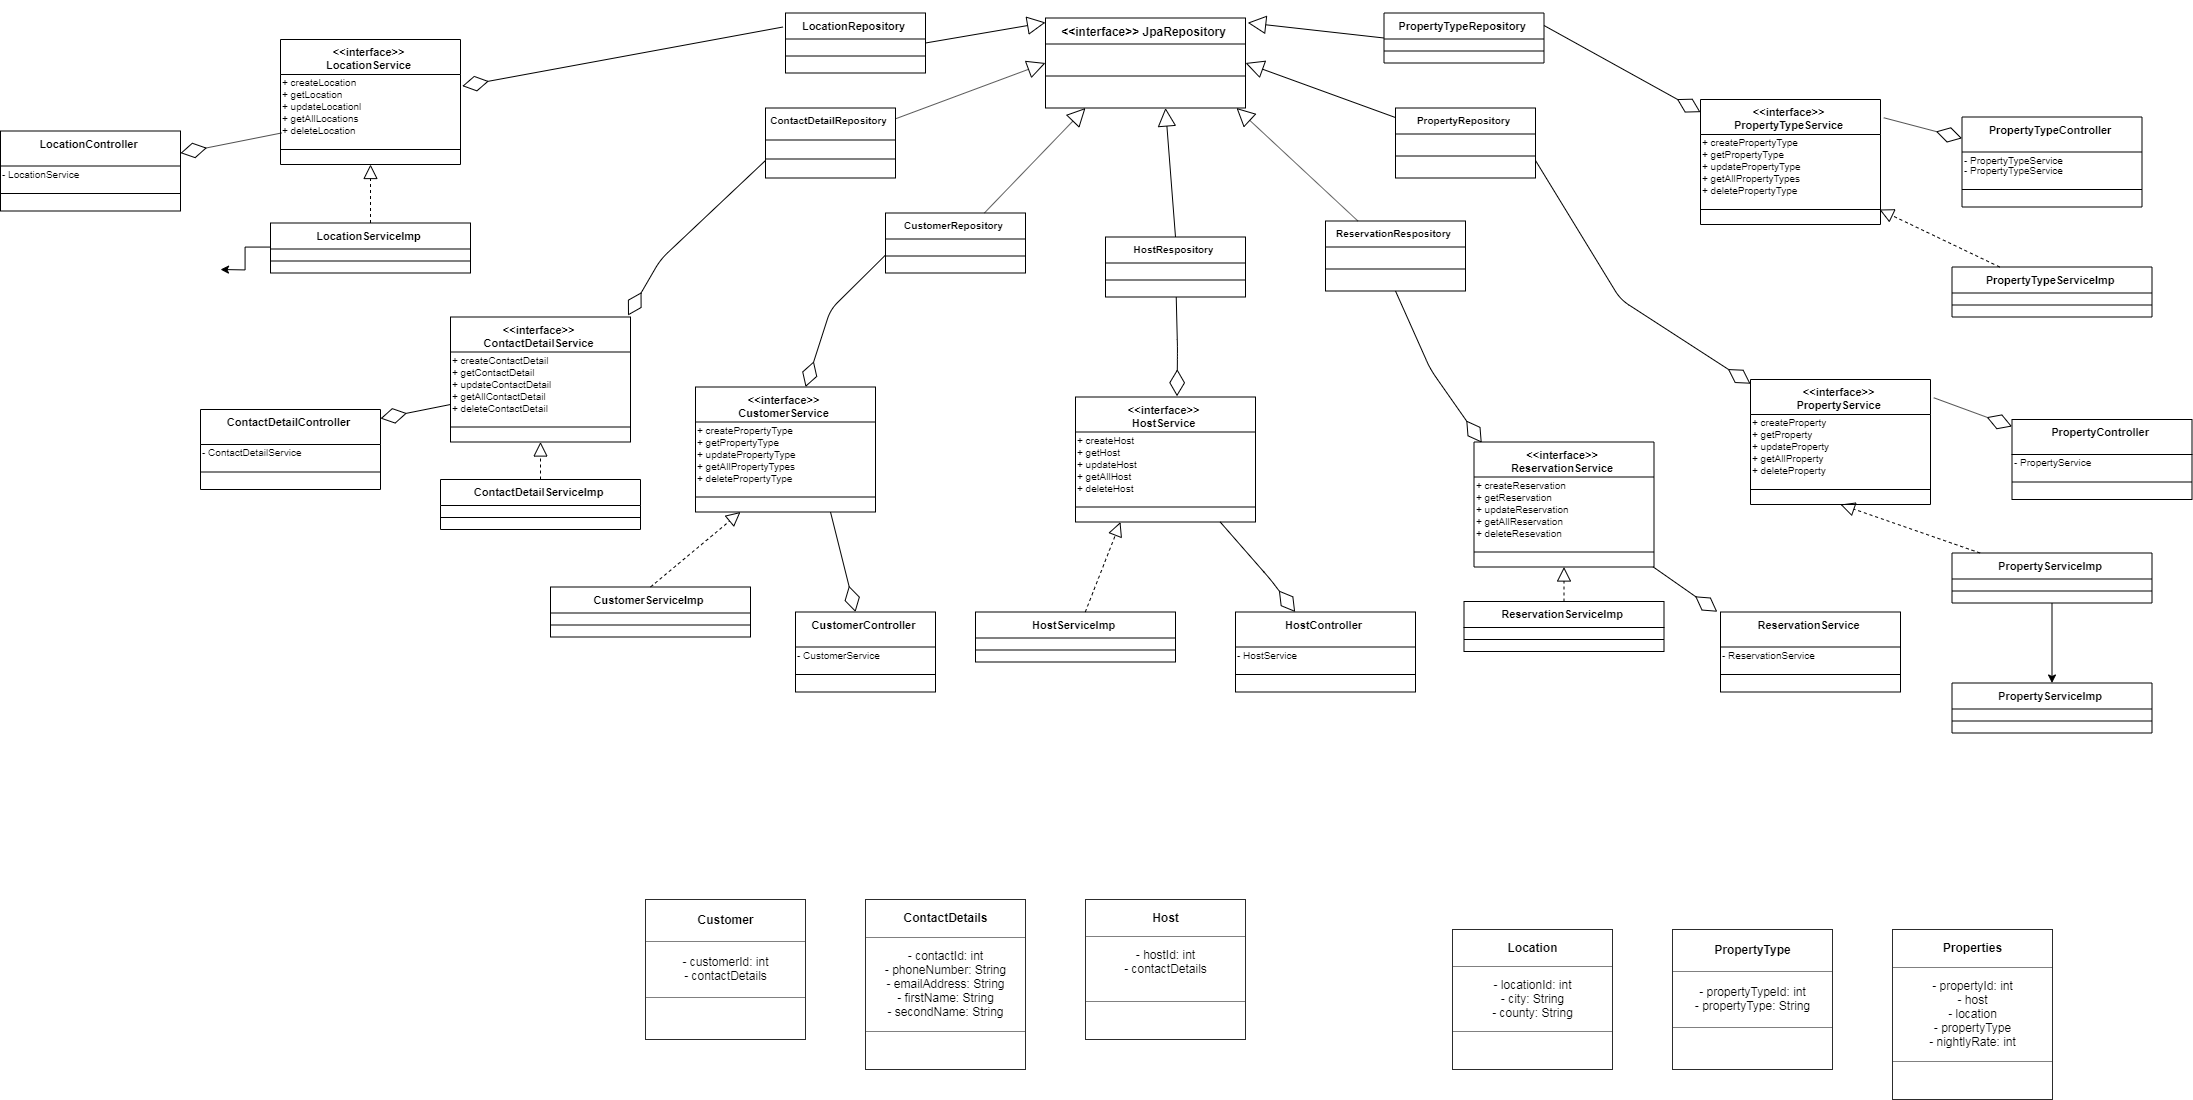 LocationRepository
<<interface>> JpaRepository
PropertyTypeRepository
<<interface>>
LocationService
+ createLocation
+ getLocation
+ updateLocationl
+ getAllLocations
+ deleteLocation
LocationController
- LocationService
LocationServiceImp
ContactDetailRepository
PropertyRepository
<<interface>>
PropertyTypeService
+ createPropertyType
+ getPropertyType
+ updatePropertyType
+ getAllPropertyTypes
+ deletePropertyType
PropertyTypeController
- PropertyTypeService
- PropertyTypeService
PropertyTypeServiceImp
CustomerRepository
HostRespository
ReservationRespository
<<interface>>
ContactDetailService
+ createContactDetail
+ getContactDetail
+ updateContactDetail
+ getAllContactDetail
+ deleteContactDetail
ContactDetailController
- ContactDetailService
ContactDetailServiceImp
<<interface>>
CustomerService
+ createPropertyType
+ getPropertyType
+ updatePropertyType
+ getAllPropertyTypes
+ deletePropertyType
<<interface>>
HostService
+ createHost
+ getHost
+ updateHost
+ getAllHost
+ deleteHost
<<interface>>
ReservationService
+ createReservation
+ getReservation
+ updateReservation
+ getAllReservation
+ deleteResevation
<<interface>>
PropertyService
+ createProperty
+ getProperty
+ updateProperty
+ getAllProperty
+ deleteProperty
PropertyController
- PropertyService
CustomerServiceImp
CustomerController
- CustomerService
HostServiceImp
HostController
- HostService
ReservationServiceImp
ReservationService
- ReservationService
PropertyServiceImp
PropertyServiceImp
Customer
- customerId: int
- contactDetails
ContactDetails
- contactId: int
- phoneNumber: String
- emailAddress: String
- firstName: String
- secondName: String
Host
- hostId: int
- contactDetails
Location
- locationId: int
- city: String
- county: String
PropertyType
- propertyTypeId: int
- propertyType: String
Properties
- propertyId: int
- host
- location
- propertyType
- nightlyRate: int